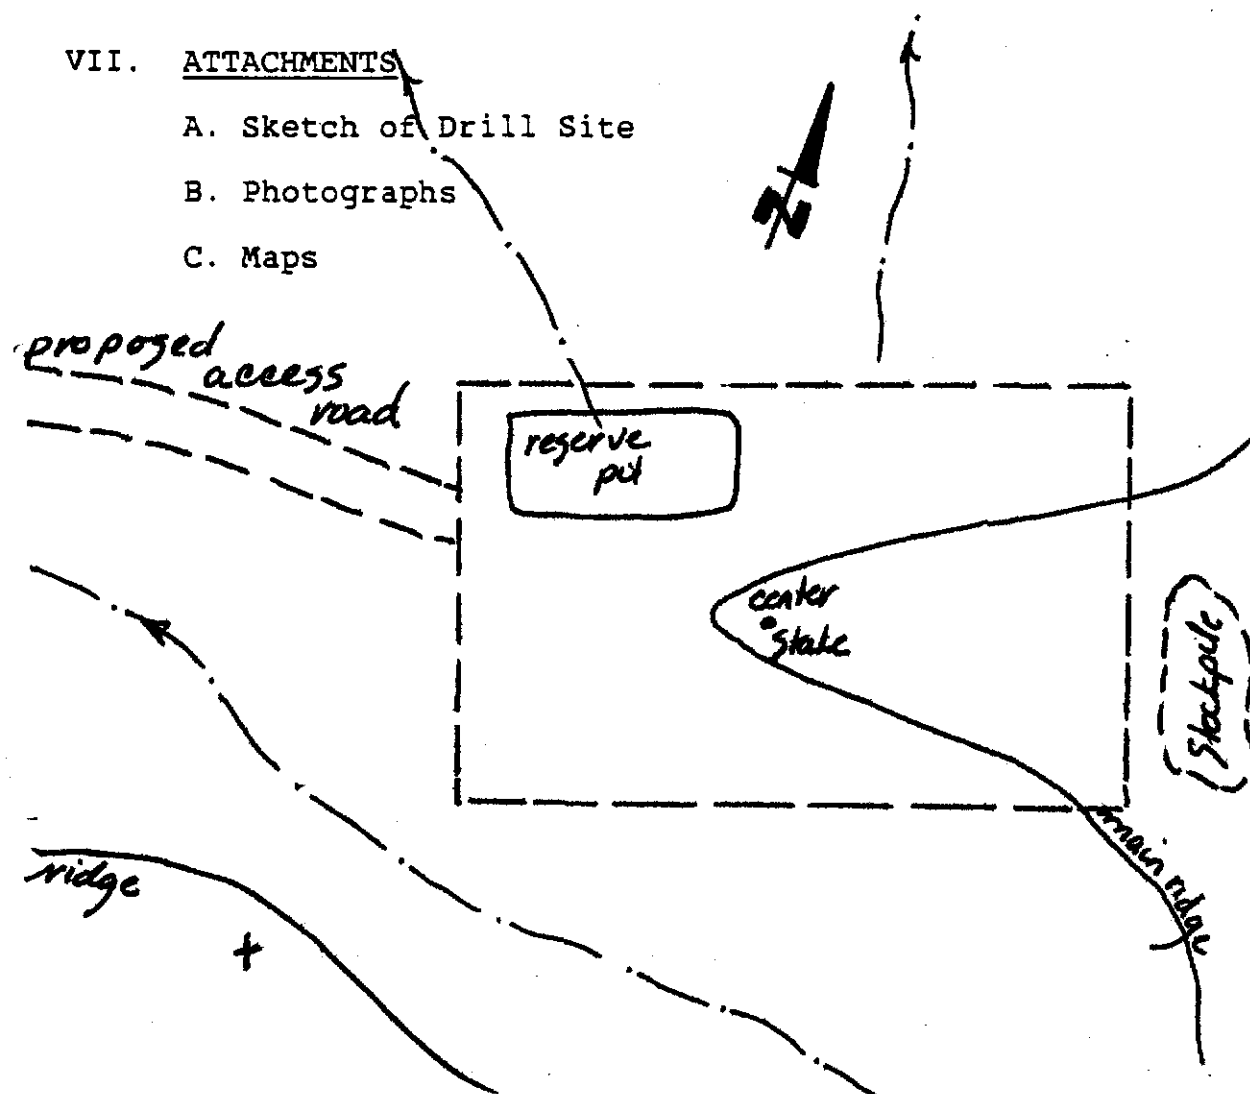 VII. ATTACHMENTS
A. Sketch of Drill Site
B. Photographs
C. Maps
N
proposed
access
road
reserve
pit
center
stake
Stockpile
main ridge
ridge
+